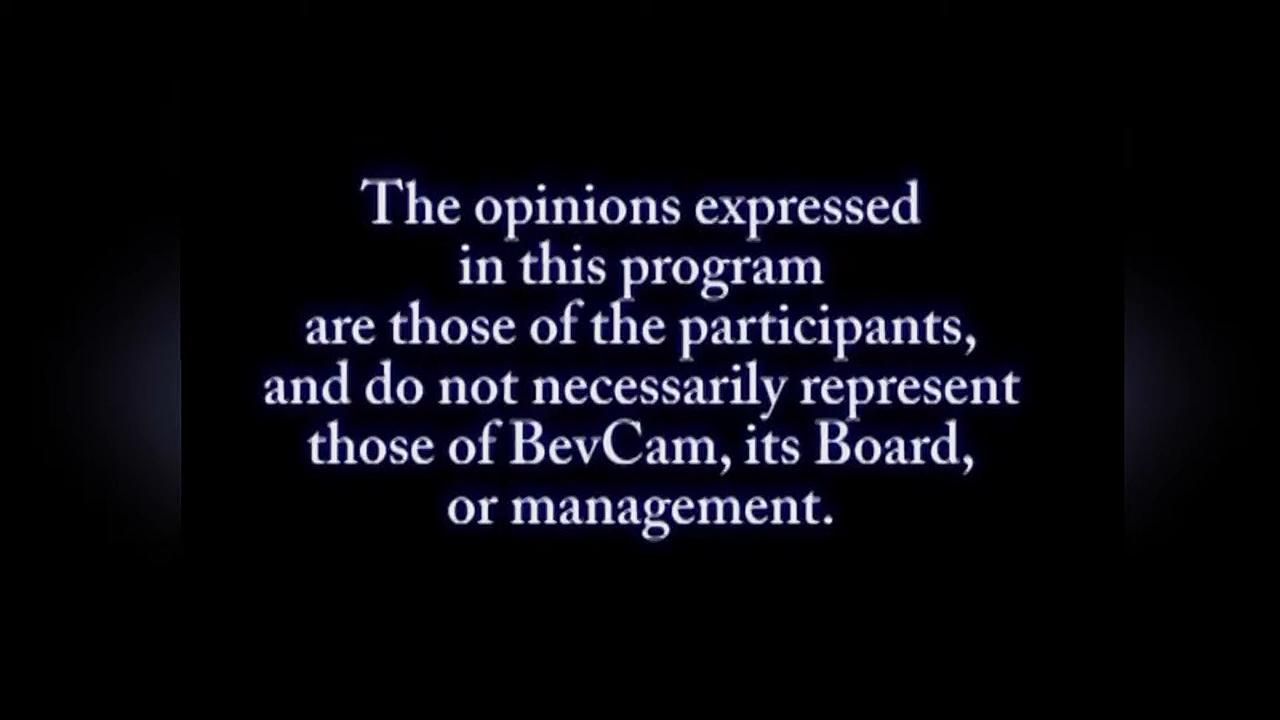 The opinions expressed
in this program
are those of the participants,
and do not necessarily represent
those of BevCam, its Board,
or management.